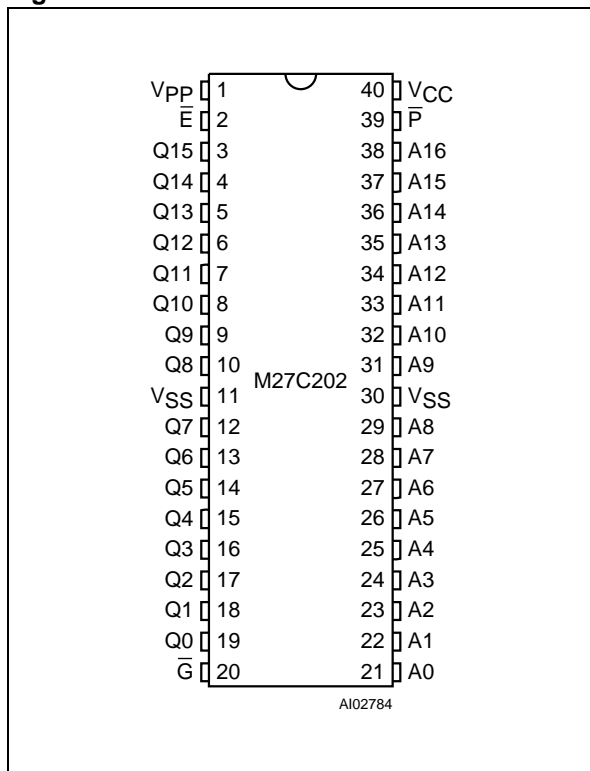 VPP 1 40 VCC
E̅ 2 39 P̅
Q15 3 38 A16
Q14 4 37 A15
Q13 5 36 A14
Q12 6 35 A13
Q11 7 34 A12
Q10 8 33 A11
Q9 9 32 A10
Q8 10 31 A9
M27C202
VSS 11 30 VSS
Q7 12 29 A8
Q6 13 28 A7
Q5 14 27 A6
Q4 15 26 A5
Q3 16 25 A4
Q2 17 24 A3
Q1 18 23 A2
Q0 19 22 A1
G̅ 20 21 A0
AI02784